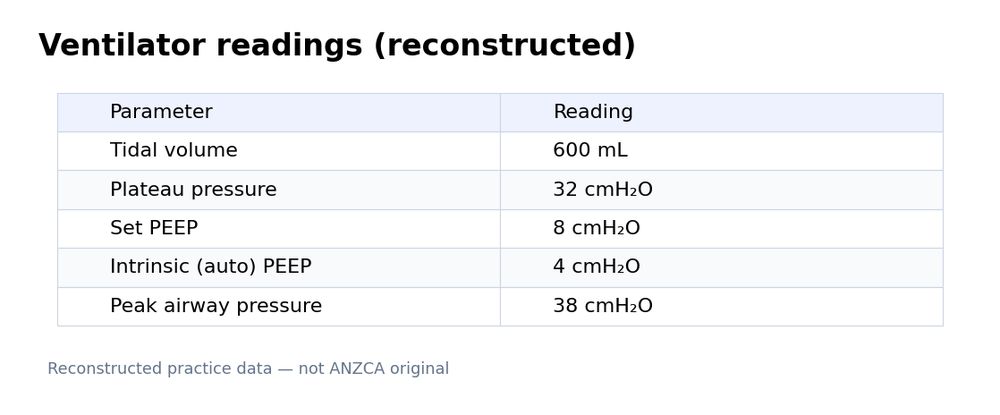 Ventilator readings (reconstructed)
Parameter Reading
Tidal volume 600 mL
Plateau pressure 32 cmH₂O
Set PEEP 8 cmH₂O
Intrinsic (auto) PEEP 4 cmH₂O
Peak airway pressure 38 cmH₂O
Reconstructed practice data — not ANZCA original